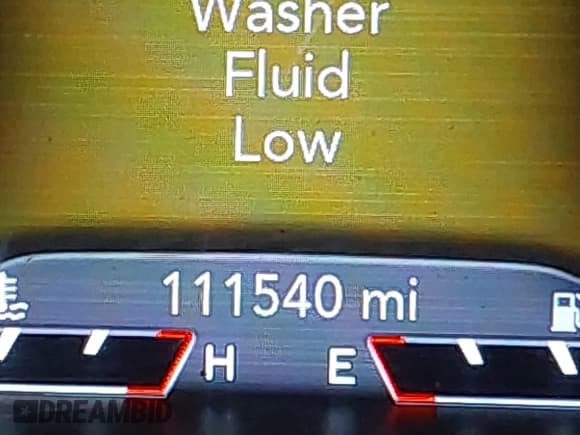 Washer
Fluid
Low
111540 mi
H E
DREAMBID